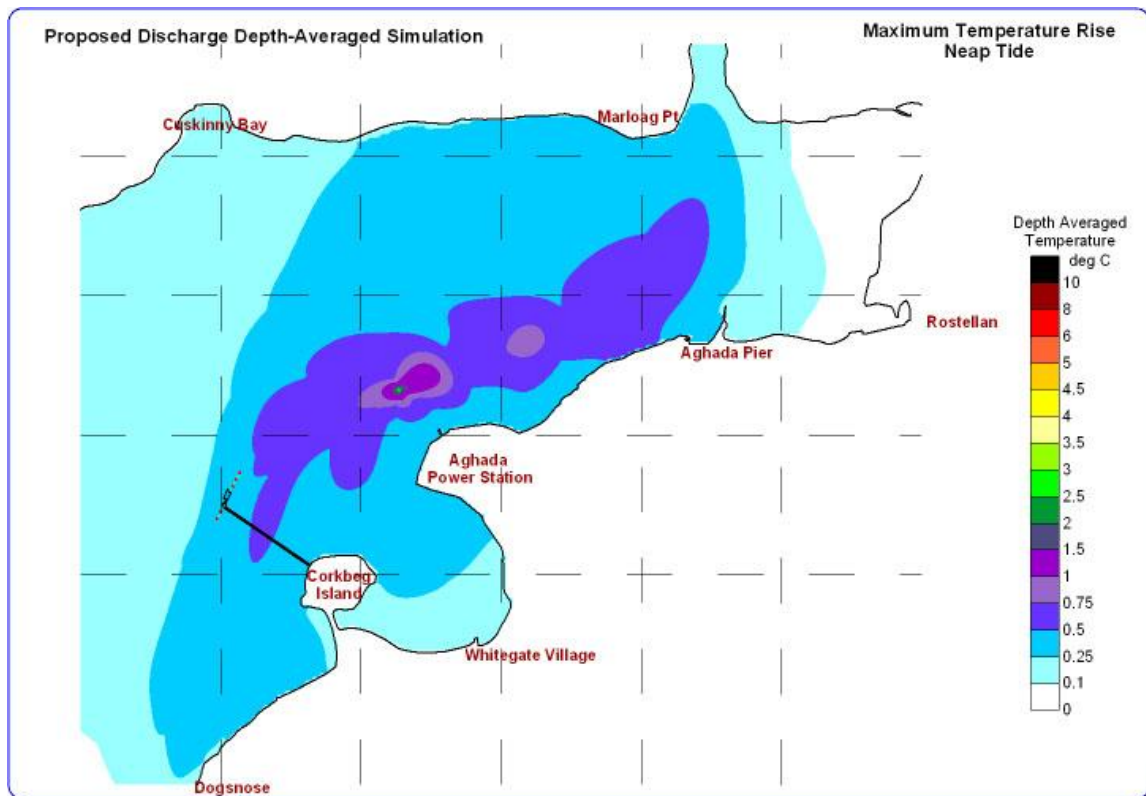 Proposed Discharge Depth-Averaged Simulation
Maximum Temperature Rise
Neap Tide
Cuskinny Bay
Marloag Pt
Rostellan
Aghada Pier
Aghada
Power Station
Corkbeg
Island
Whitegate Village
Dogsnose
Depth Averaged
Temperature
deg C
10
8
6
5
4.5
4
3.5
3
2.5
2
1.5
1
0.75
0.5
0.25
0.1
0